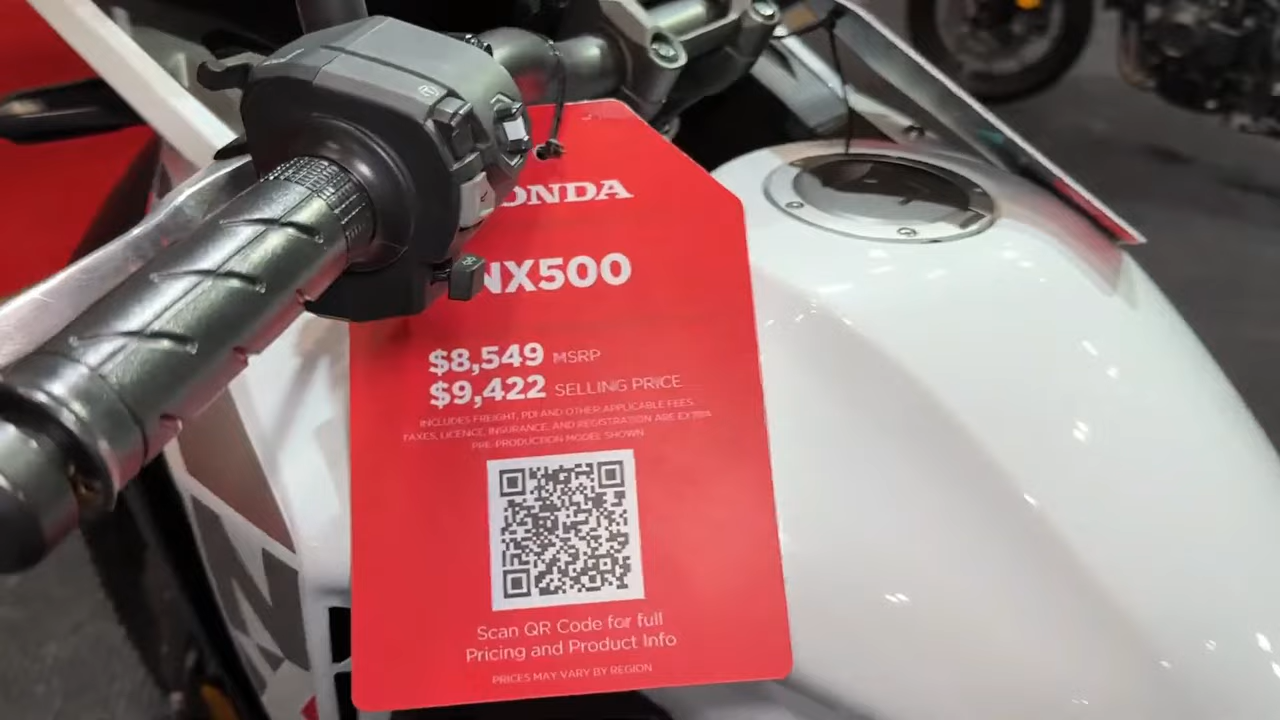 ONDA
NX500
$8,549 MSRP
$9,422 SELLING PRICE
INCLUDES FREIGHT, PDI AND OTHER APPLICABLE FEES.
TAXES, LICENCE, INSURANCE, AND REGISTRATION ARE EXTRA
PRE-PRODUCTION MODEL SHOWN
Scan QR Code for full
Pricing and Product Info
PRICES MAY VARY BY REGION